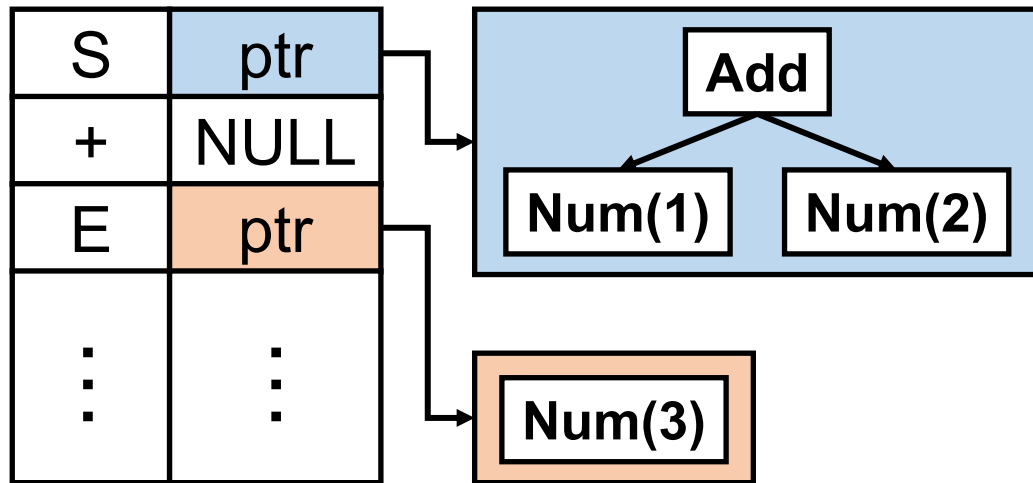 S ptr
+ NULL
E ptr
⋮ ⋮
Add
Num(1) Num(2)
Num(3)